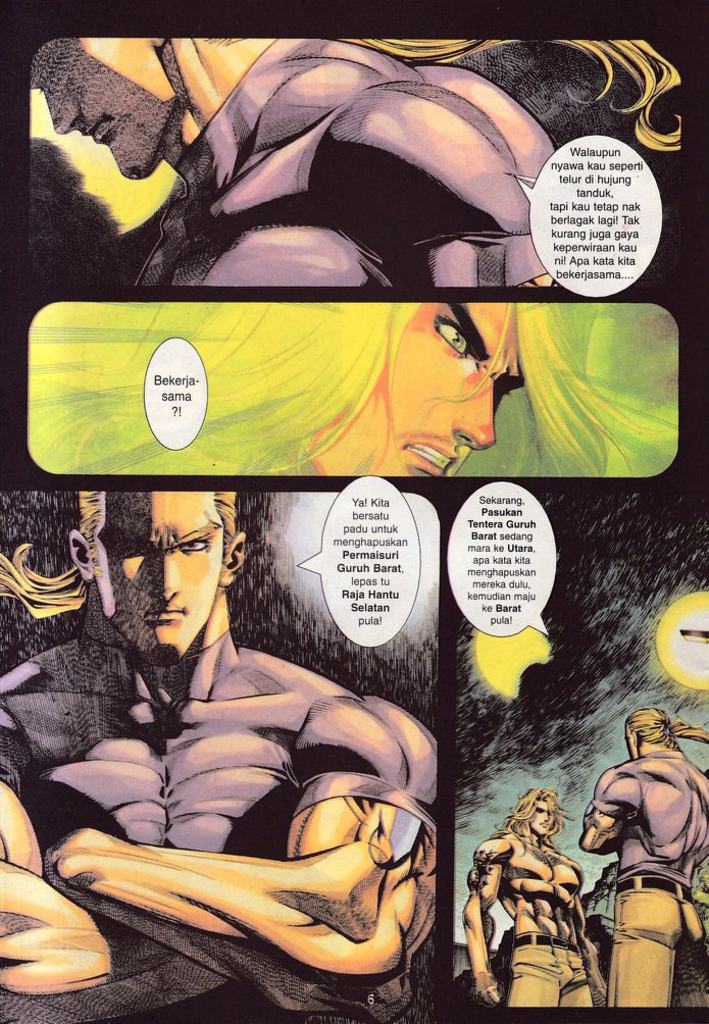 Walaupun
nyawa kau seperti
telur di hujung
tanduk,
tapi kau tetap nak
berlagak lagi! Tak
kurang juga gaya
keperwiraan kau
ni! Apa kata kita
bekerjasama....
Bekerja-
sama
?!
Ya! Kita
bersatu
padu untuk
menghapuskan
Permaisuri
Guruh Barat,
lepas tu
Raja Hantu
Selatan
pula!
Sekarang,
Pasukan
Tentera Guruh
Barat sedang
mara ke Utara,
apa kata kita
menghapuskan
mereka dulu,
kemudian maju
ke Barat
pula!
6